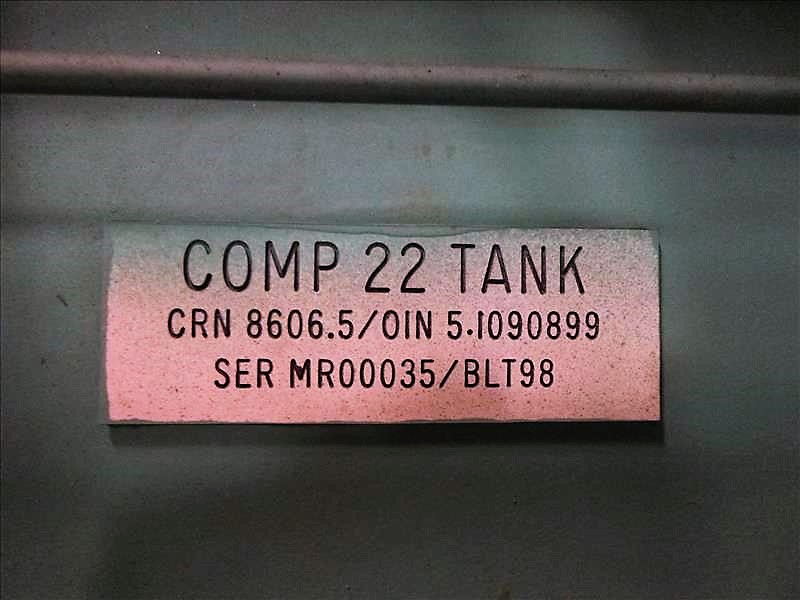 COMP 22 TANK
CRN 8606.5/OIN 5.1090899
SER MR00035/BLT98